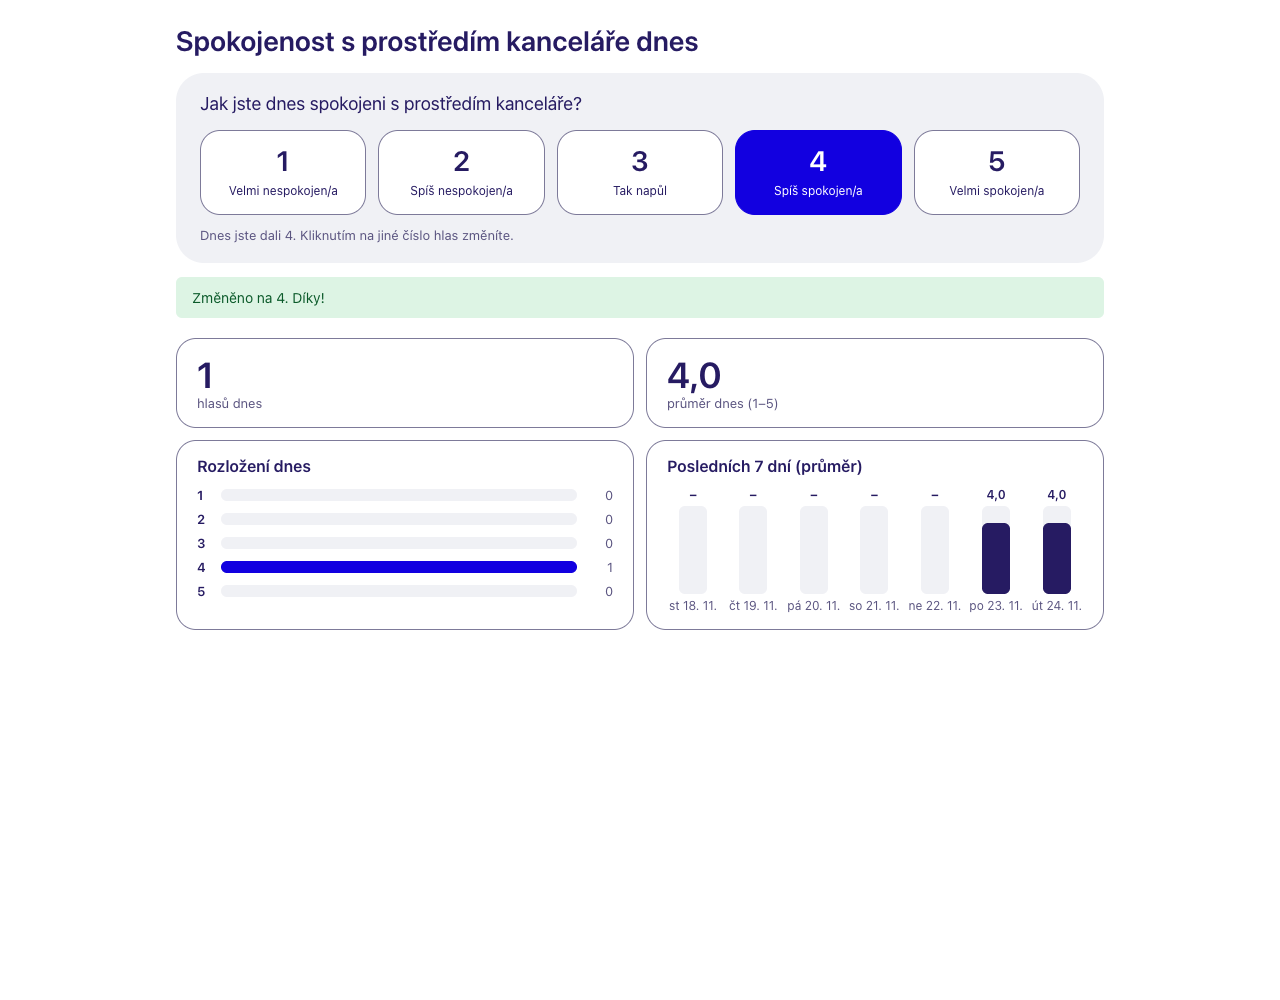 Spokojenost s prostředím kanceláře dnes
Jak jste dnes spokojeni s prostředím kanceláře?
1
Velmi nespokojen/a
2
Spíš nespokojen/a
3
Tak napůl
4
Spíš spokojen/a
5
Velmi spokojen/a
Dnes jste dali 4. Kliknutím na jiné číslo hlas změníte.
Změněno na 4. Díky!
1
hlasů dnes
4,0
průměr dnes (1–5)
Rozložení dnes
1 0
2 0
3 0
4 1
5 0
Posledních 7 dní (průměr)
– – – – – 4,0 4,0
st 18. 11. čt 19. 11. pá 20. 11. so 21. 11. ne 22. 11. po 23. 11. út 24. 11.